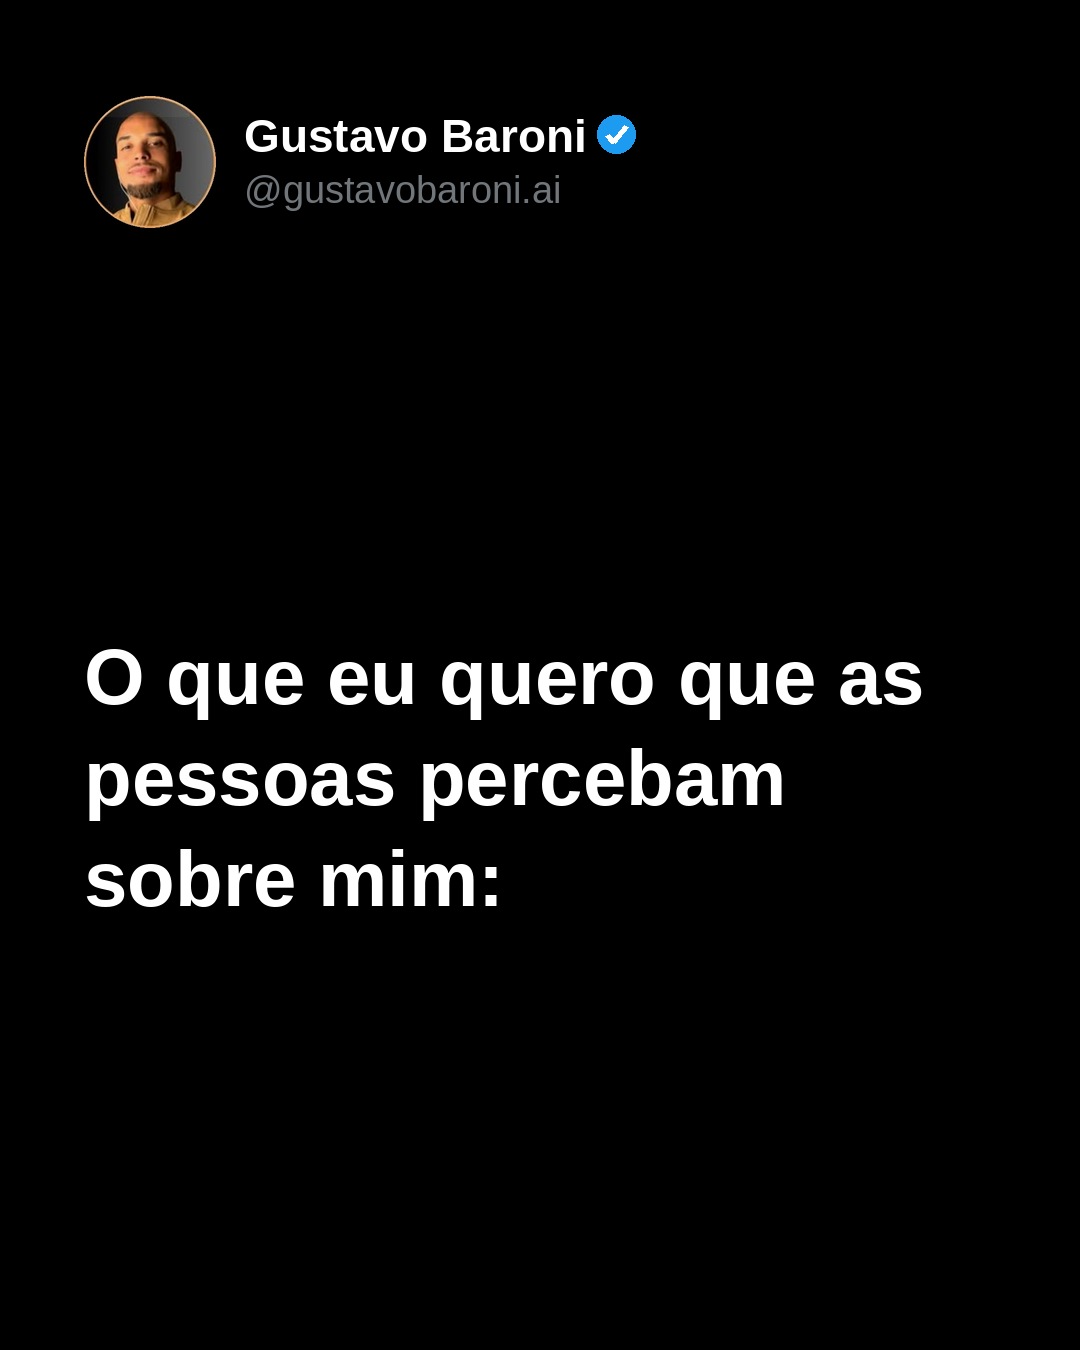 Gustavo Baroni
@gustavobaroni.ai
O que eu quero que as
pessoas percebam
sobre mim: